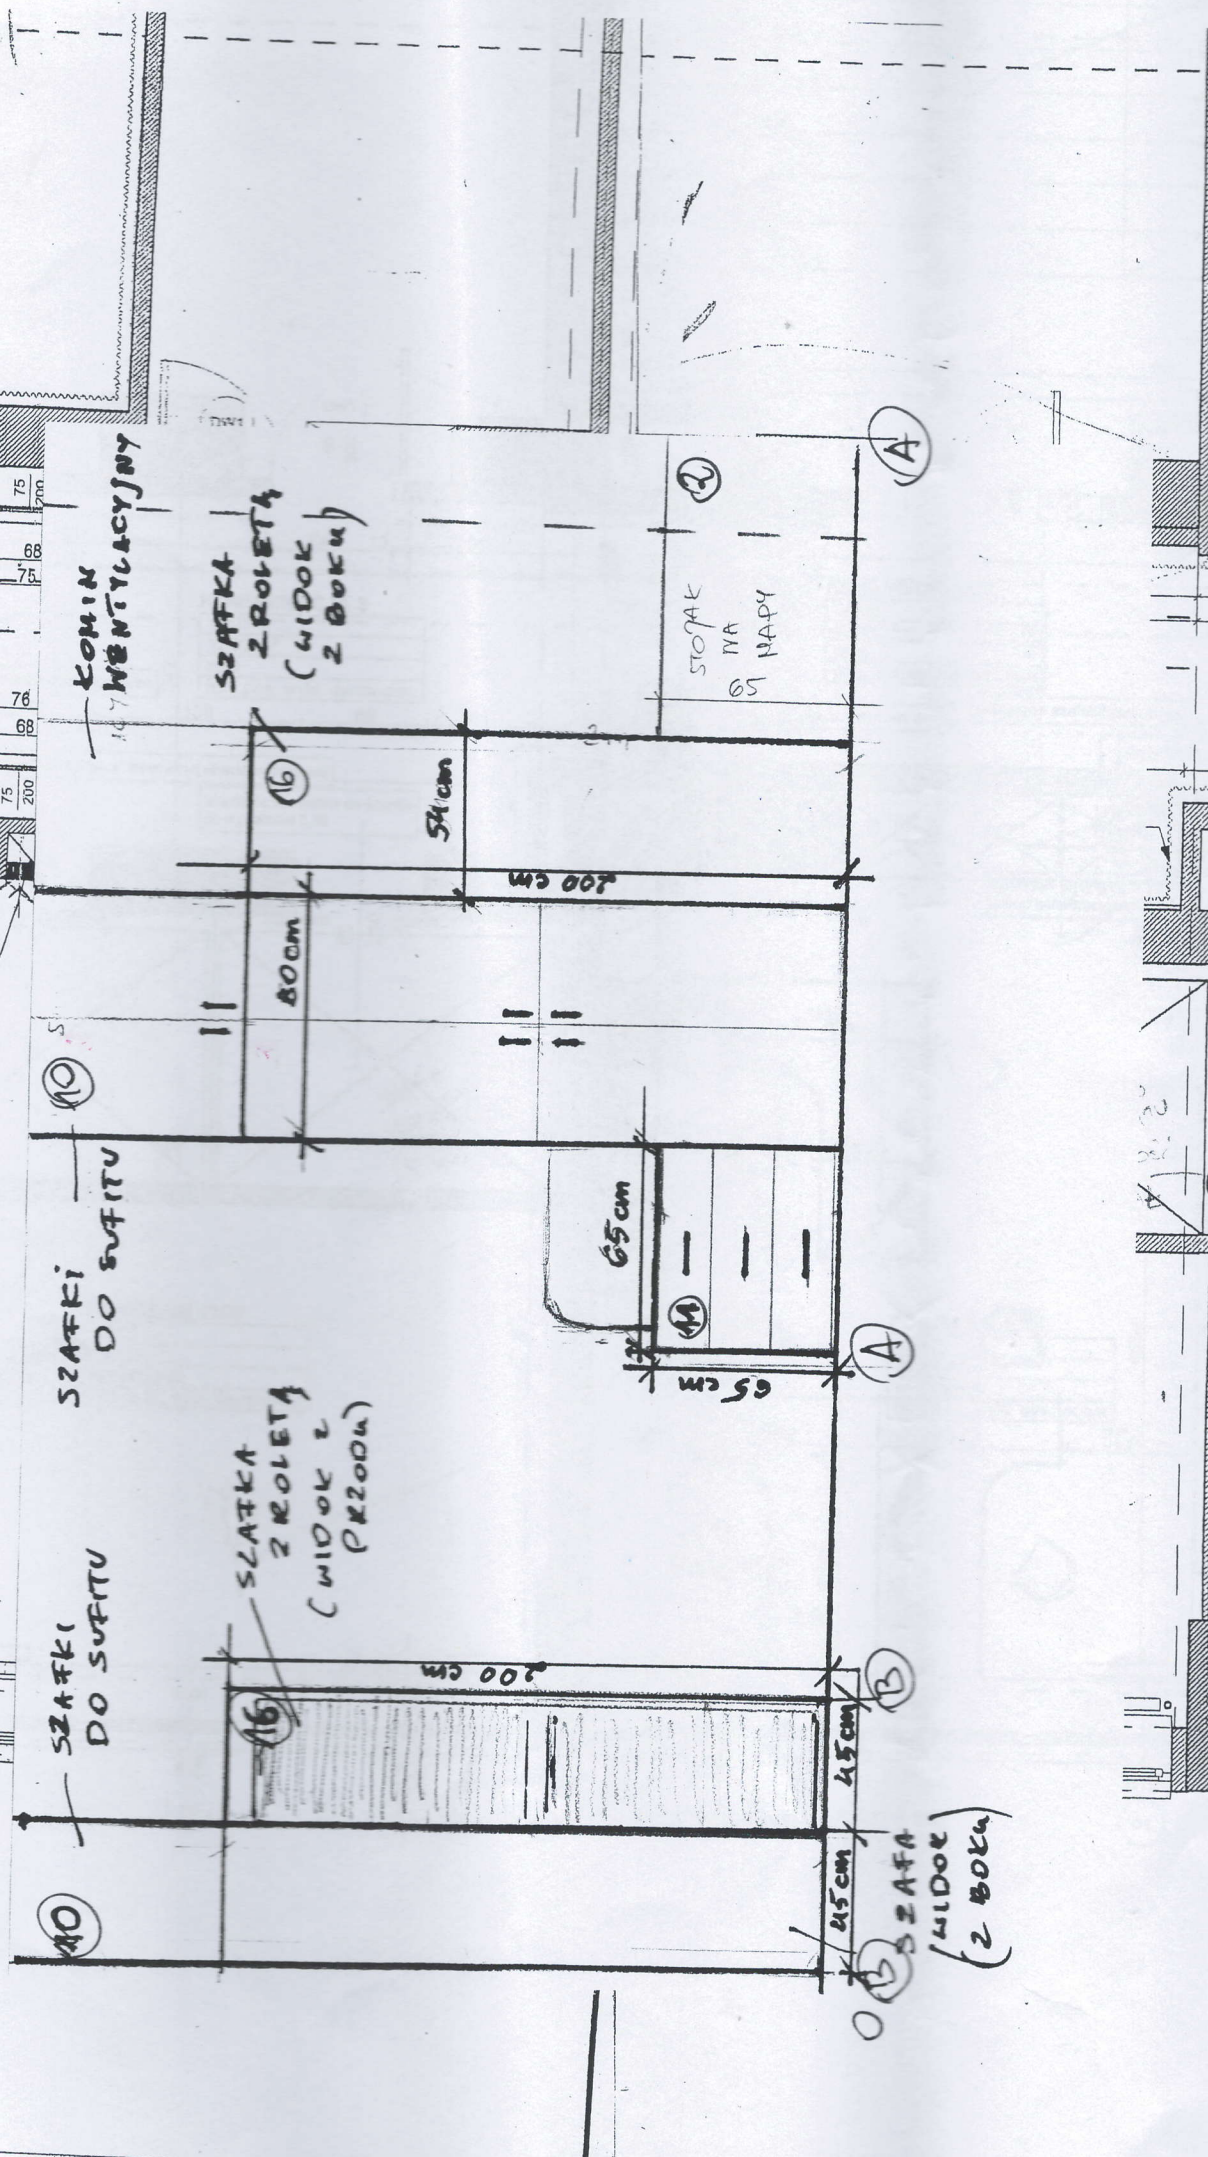 10
SZAFKI
DO SUFITU
16
SZAFKA
Z ROLETĄ
(WIDOK Z
PRZODU)
200 cm
45cm
45cm
B
B
SZAFA
(WIDOK
Z BOKU)
SZAFKI
DO SUFITU
10
80cm
65cm
11
65 cm
A
KOMIN
WENTYLACYJNY
SZAFKA
Z ROLETĄ
(WIDOK
Z BOKU)
16
54cm
200 cm
2
STOJAK
NA
MAPY
65
A
75
200
68
76
68
75
75
200